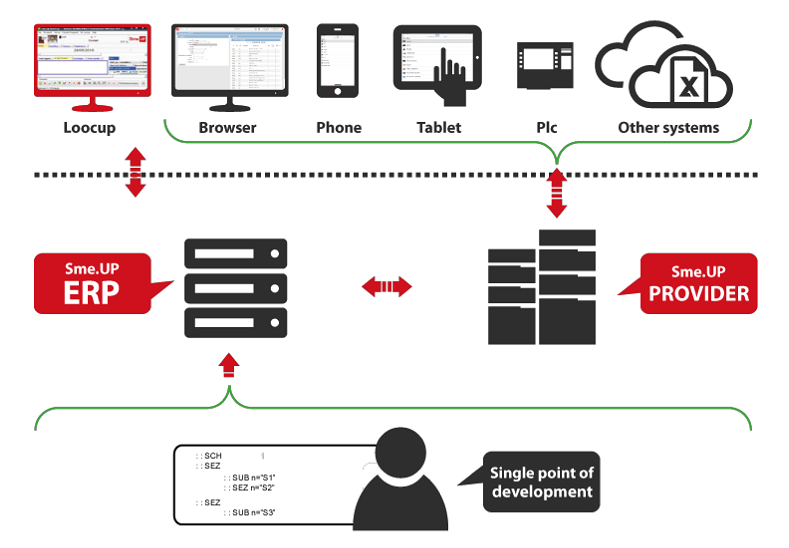 Loocup
Browser
Phone
Tablet
Plc
Other systems
X
Sme.UP
ERP
Sme.UP
PROVIDER
: : SCH
: : SEZ
: : SUB n="S1"
: : SEZ n="S2"
: : SEZ
: : SUB n="S3"
Single point of
development